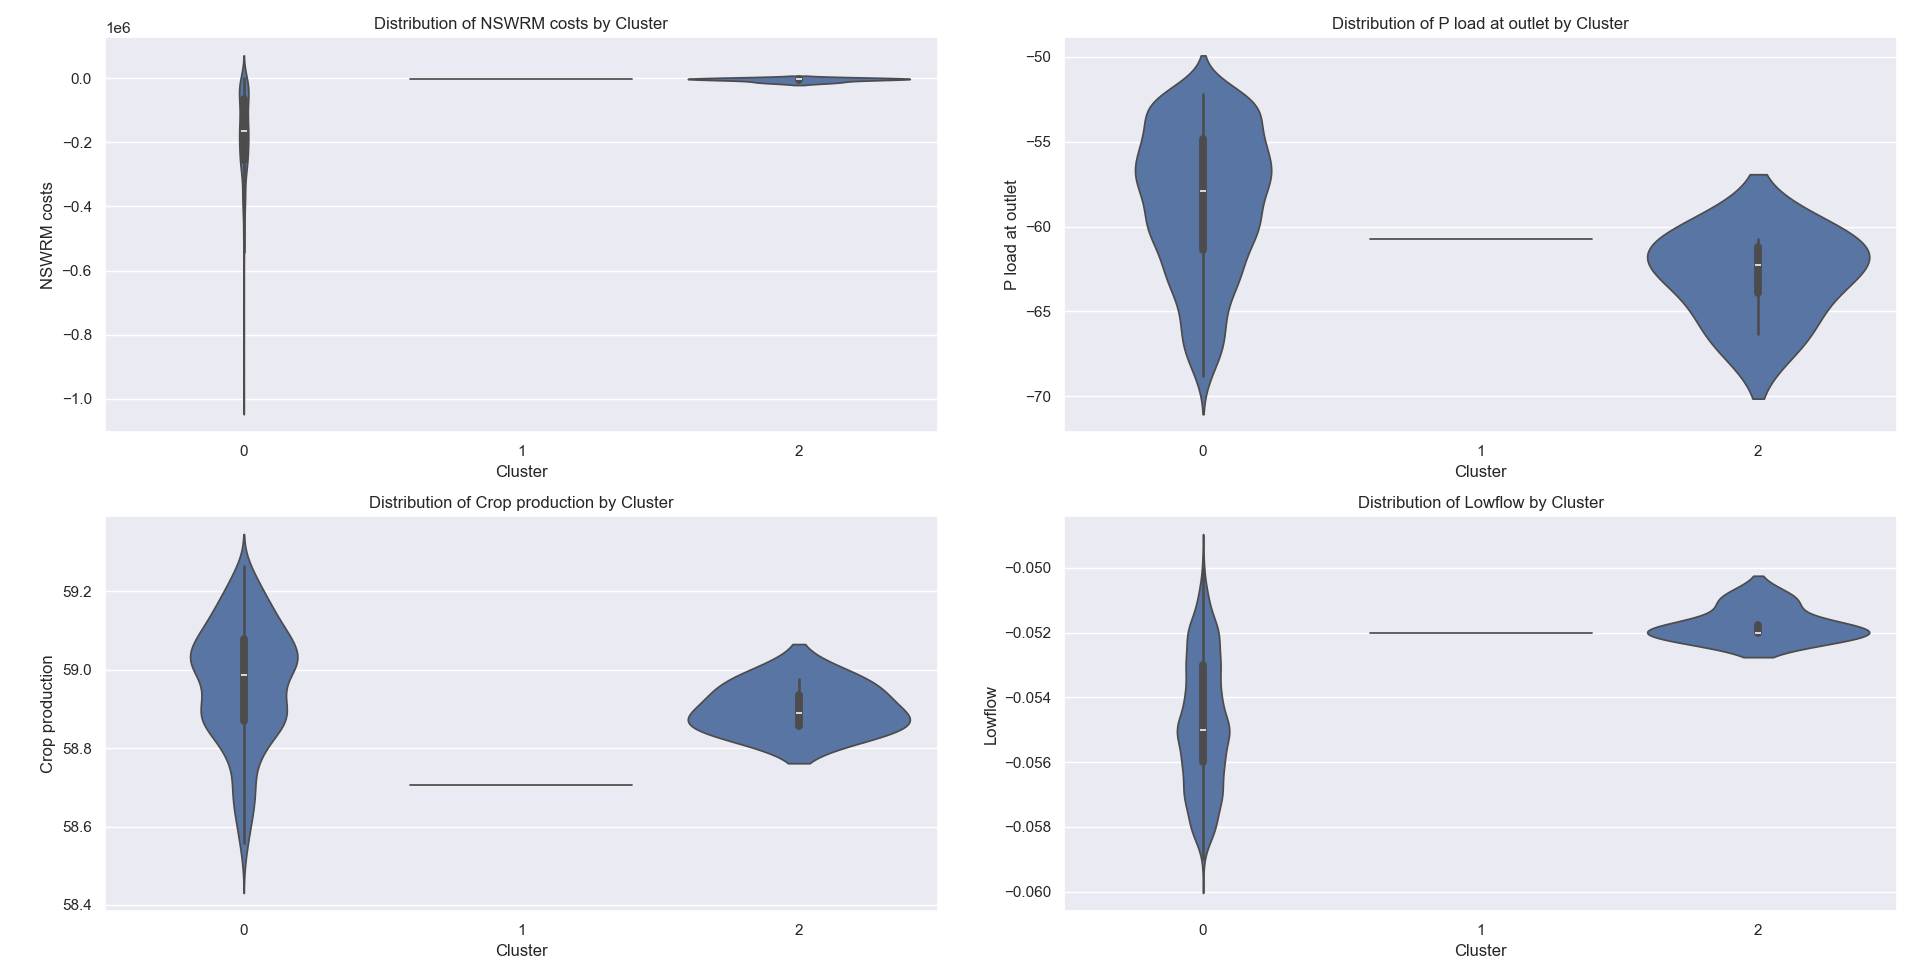 Distribution of NSWRM costs by Cluster
1e6
0.0
−0.2
−0.4
−0.6
−0.8
−1.0
NSWRM costs
0 1 2
Cluster
Distribution of P load at outlet by Cluster
−50
−55
−60
−65
−70
P load at outlet
0 1 2
Cluster
Distribution of Crop production by Cluster
59.2
59.0
58.8
58.6
58.4
Crop production
0 1 2
Cluster
Distribution of Lowflow by Cluster
−0.050
−0.052
−0.054
−0.056
−0.058
−0.060
Lowflow
0 1 2
Cluster